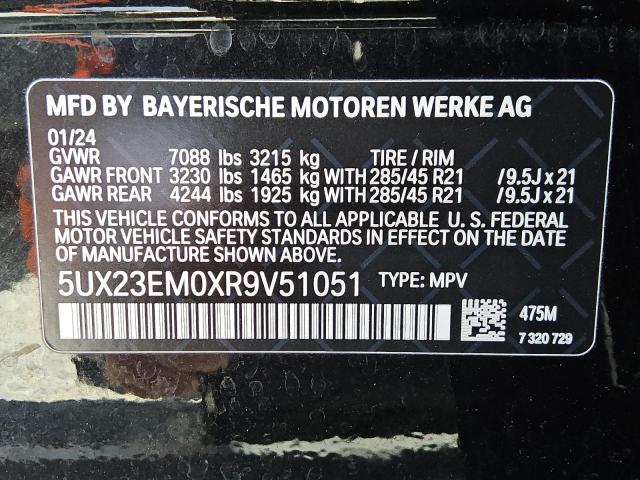 MFD BY BAYERISCHE MOTOREN WERKE AG
01/24
GVWR 7088 lbs 3215 kg TIRE / RIM
GAWR FRONT 3230 lbs 1465 kg WITH 285/45 R21 /9.5J x 21
GAWR REAR 4244 lbs 1925 kg WITH 285/45 R21 /9.5J x 21
THIS VEHICLE CONFORMS TO ALL APPLICABLE U. S. FEDERAL
MOTOR VEHICLE SAFETY STANDARDS IN EFFECT ON THE DATE
OF MANUFACTURE SHOWN ABOVE.
5UX23EM0XR9V51051 TYPE: MPV
475M
7 320 729